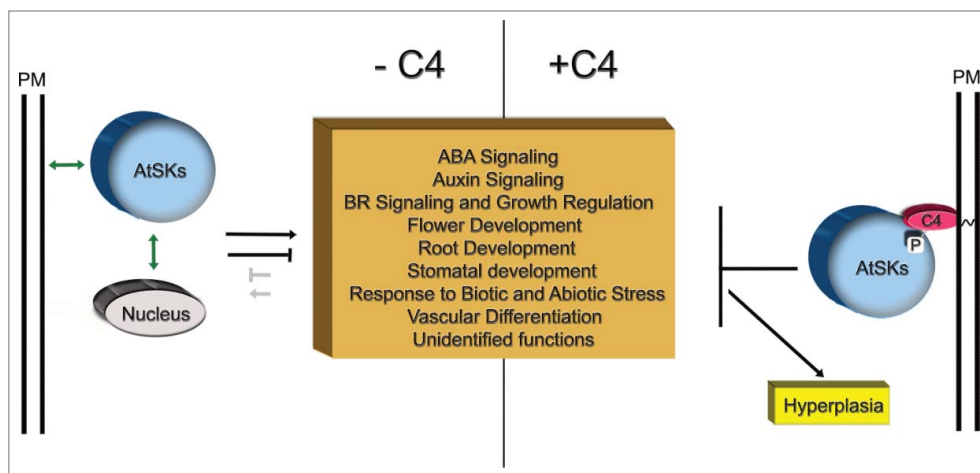 - C4
+C4
PM
PM
AtSKs
Nucleus
ABA Signaling
Auxin Signaling
BR Signaling and Growth Regulation
Flower Development
Root Development
Stomatal development
Response to Biotic and Abiotic Stress
Vascular Differentiation
Unidentified functions
C4
P
AtSKs
Hyperplasia